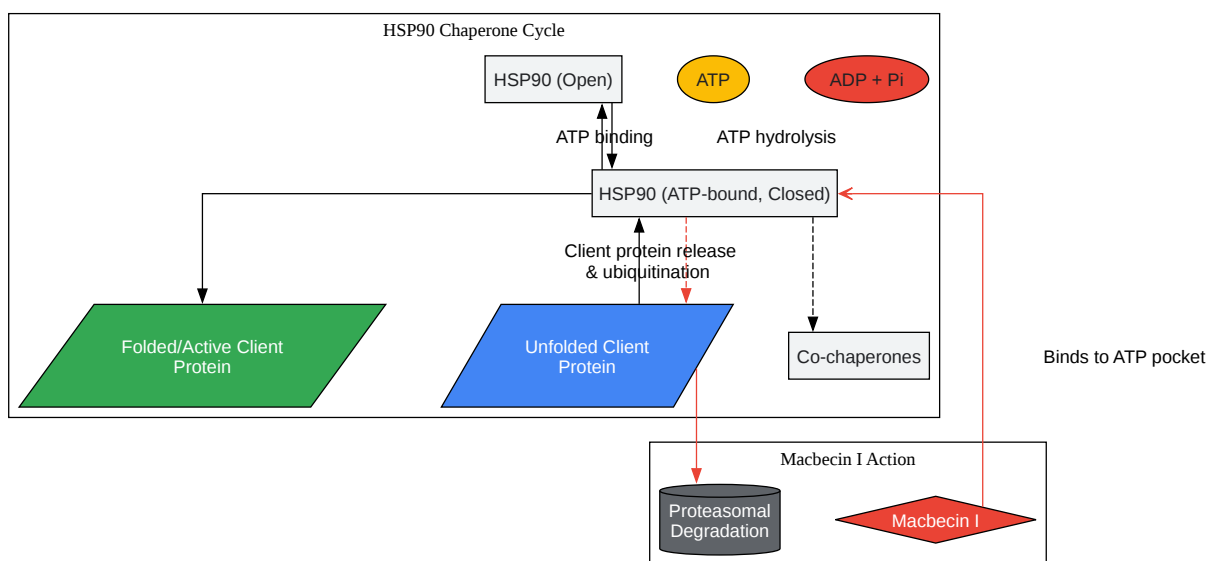 HSP90 Chaperone Cycle
HSP90 (Open)
ATP
ADP + Pi
ATP binding
ATP hydrolysis
HSP90 (ATP-bound, Closed)
Client protein release
& ubiquitination
Folded/Active Client
Protein
Unfolded Client
Protein
Co-chaperones
Binds to ATP pocket
Macbecin I Action
Proteasomal
Degradation
Macbecin I